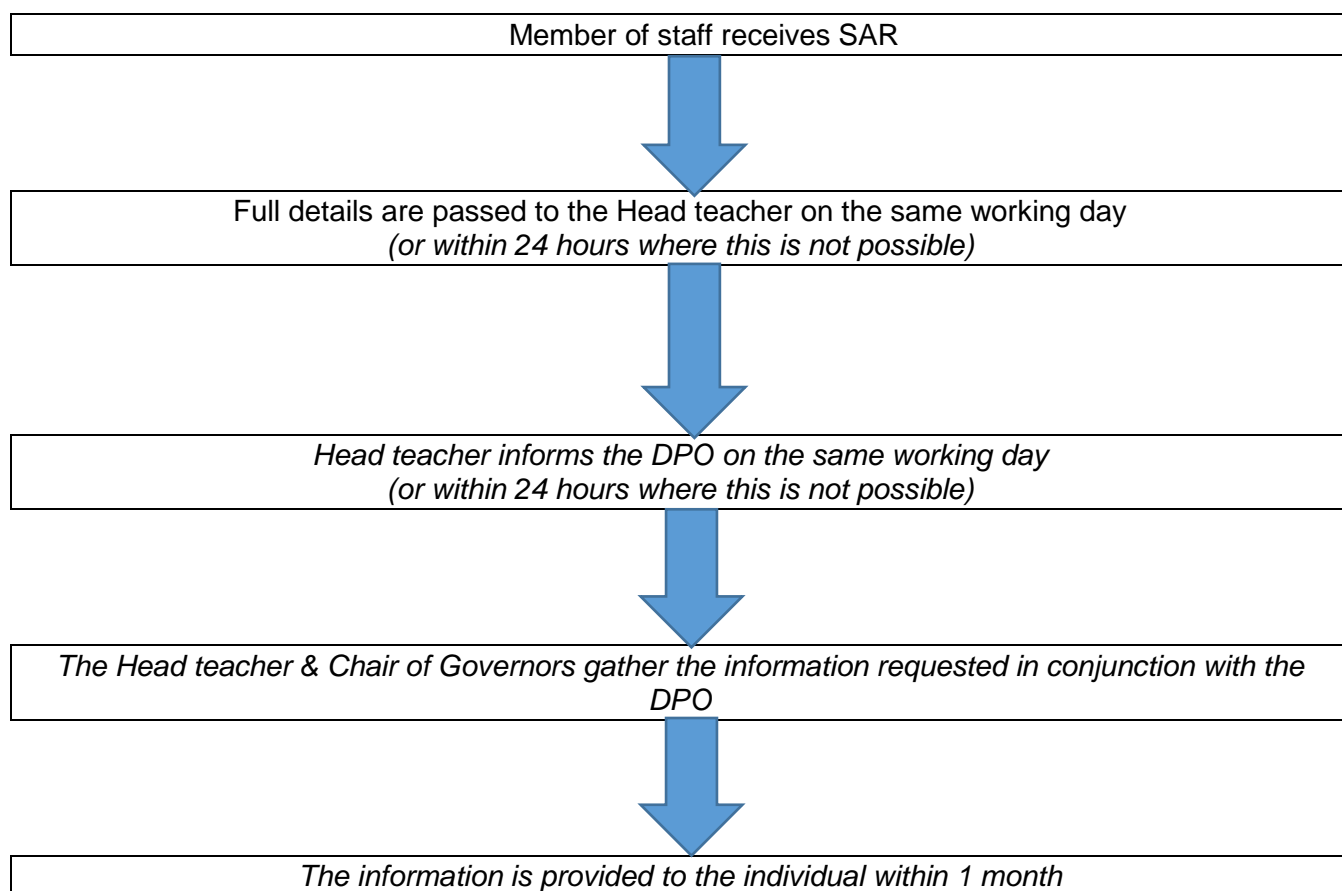 Member of staff receives SAR
Full details are passed to the Head teacher on the same working day
(or within 24 hours where this is not possible)
Head teacher informs the DPO on the same working day
(or within 24 hours where this is not possible)
The Head teacher & Chair of Governors gather the information requested in conjunction with the
DPO
The information is provided to the individual within 1 month